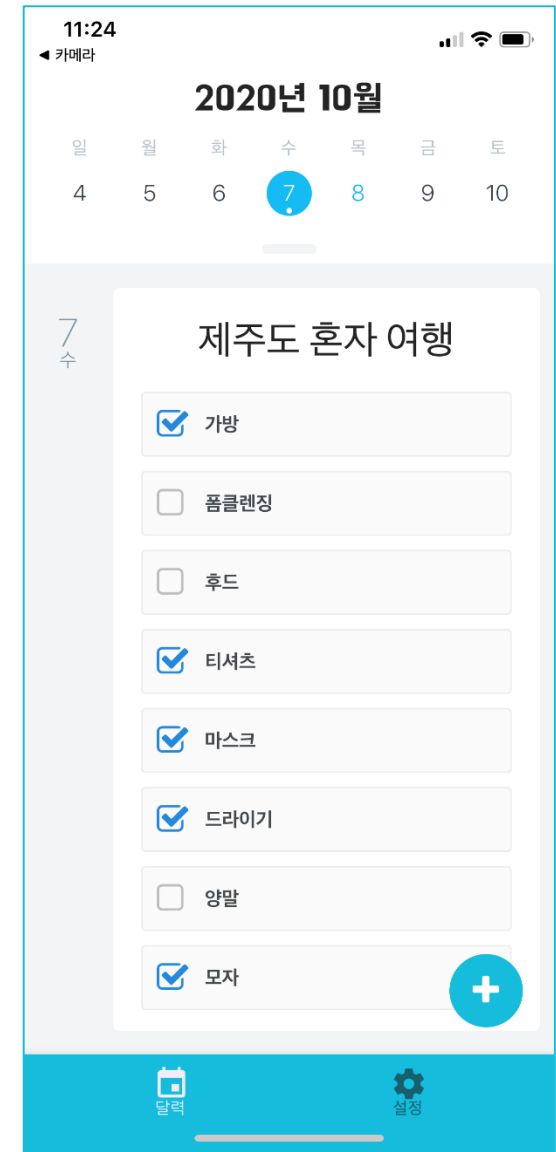 11:24
◀ 카메라
2020년 10월
일 월 화 수 목 금 토
4 5 6 7 8 9 10
7
수
제주도 혼자 여행
가방
폼클렌징
후드
티셔츠
마스크
드라이기
양말
모자
달력 설정